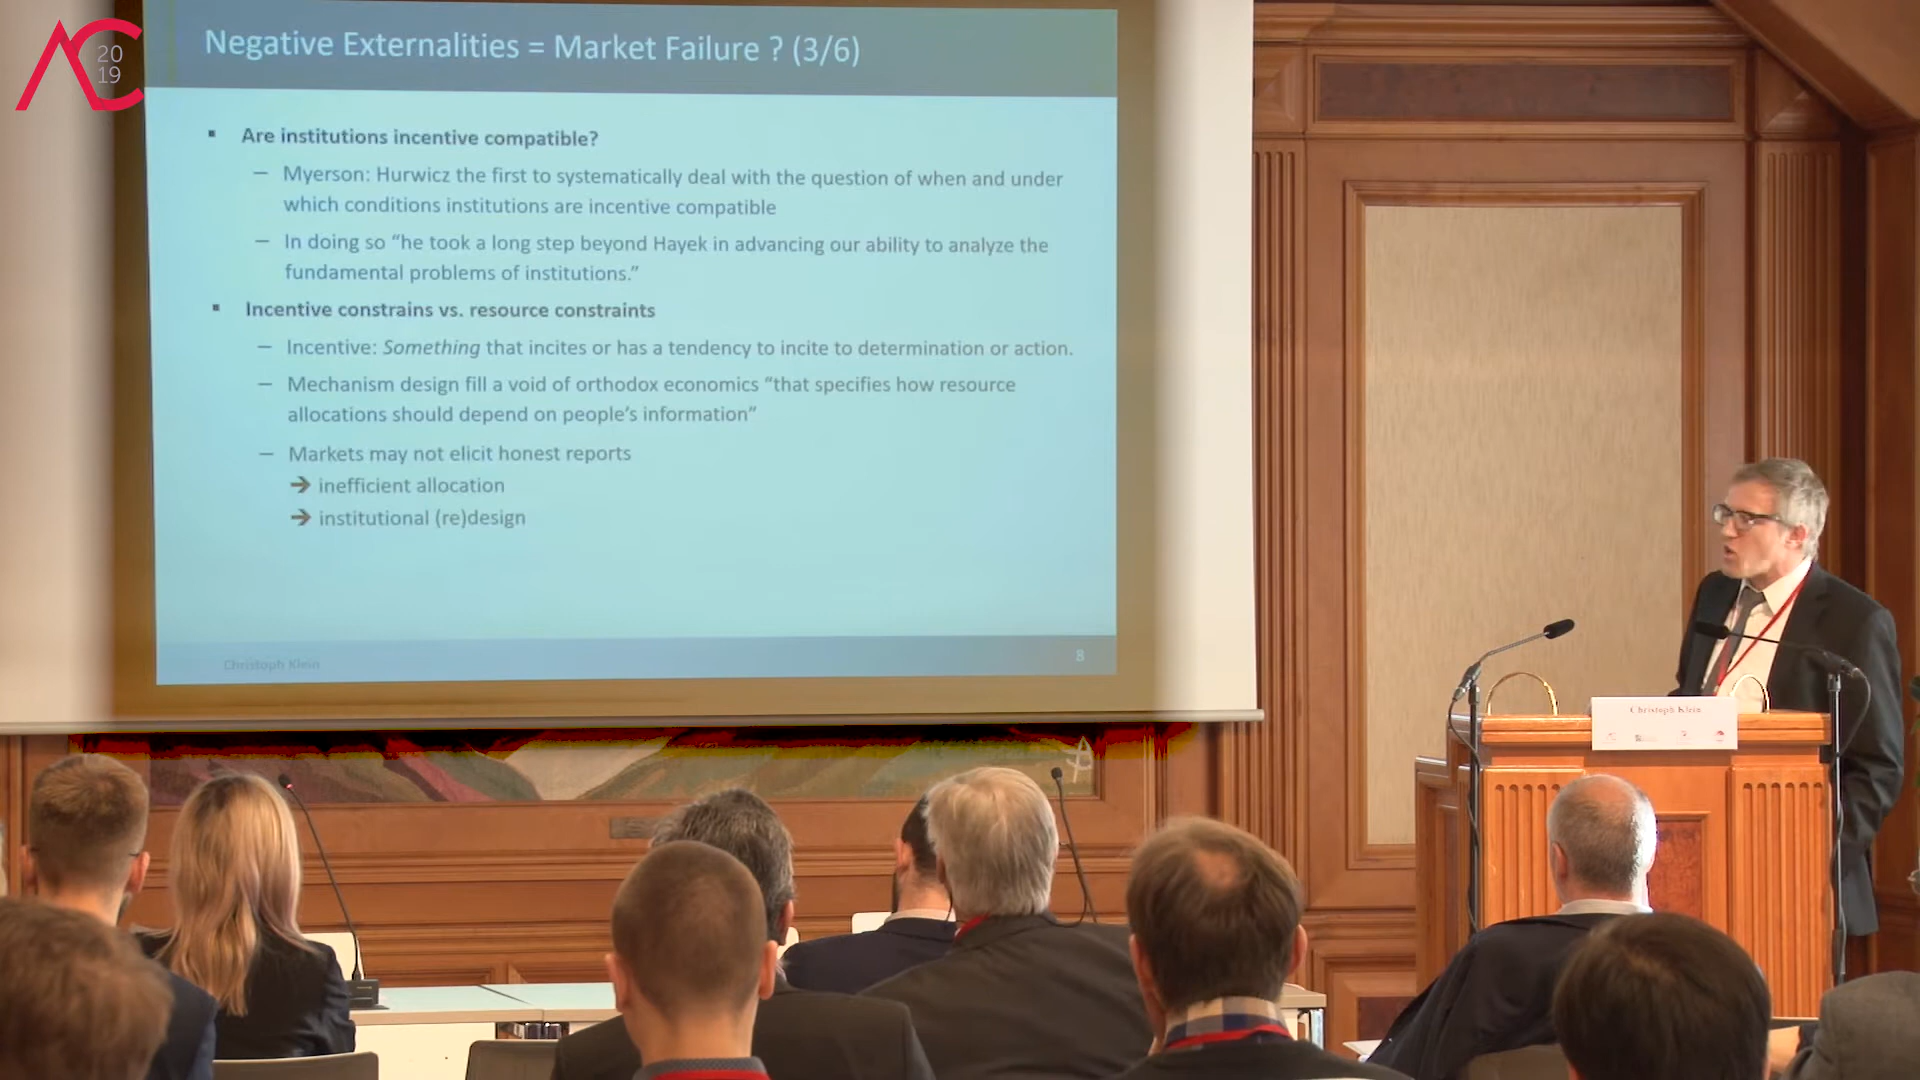 20
19
Negative Externalities = Market Failure ? (3/6)
▪ Are institutions incentive compatible?
– Myerson: Hurwicz the first to systematically deal with the question of when and under
which conditions institutions are incentive compatible
– In doing so “he took a long step beyond Hayek in advancing our ability to analyze the
fundamental problems of institutions.”
▪ Incentive constrains vs. resource constraints
– Incentive: Something that incites or has a tendency to incite to determination or action.
– Mechanism design fill a void of orthodox economics “that specifies how resource
allocations should depend on people’s information”
– Markets may not elicit honest reports
➔ inefficient allocation
➔ institutional (re)design
Christoph Klein
8
Christoph Klein